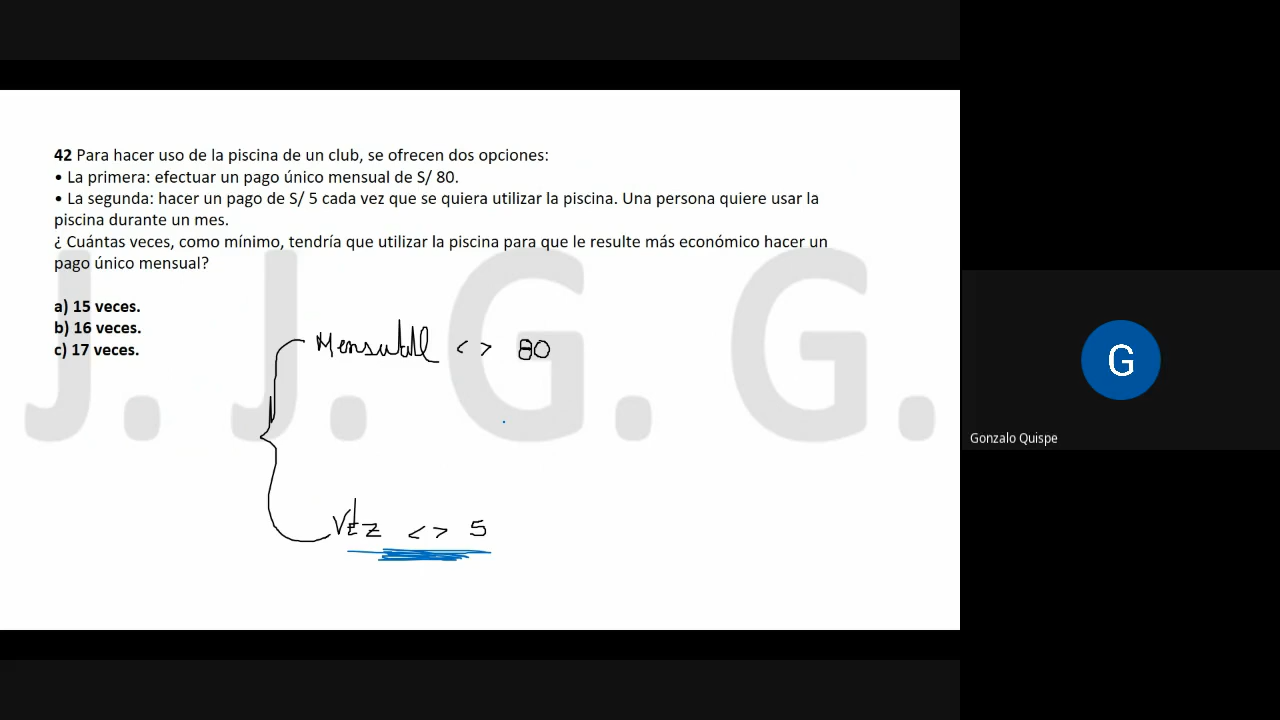 42 Para hacer uso de la piscina de un club, se ofrecen dos opciones:
• La primera: efectuar un pago único mensual de S/ 80.
• La segunda: hacer un pago de S/ 5 cada vez que se quiera utilizar la piscina. Una persona quiere usar la
piscina durante un mes.
¿ Cuántas veces, como mínimo, tendría que utilizar la piscina para que le resulte más económico hacer un
pago único mensual?
a) 15 veces.
b) 16 veces.
c) 17 veces.
<> 80
Vez <> 5
J. J. G. G.
G
Gonzalo Quispe